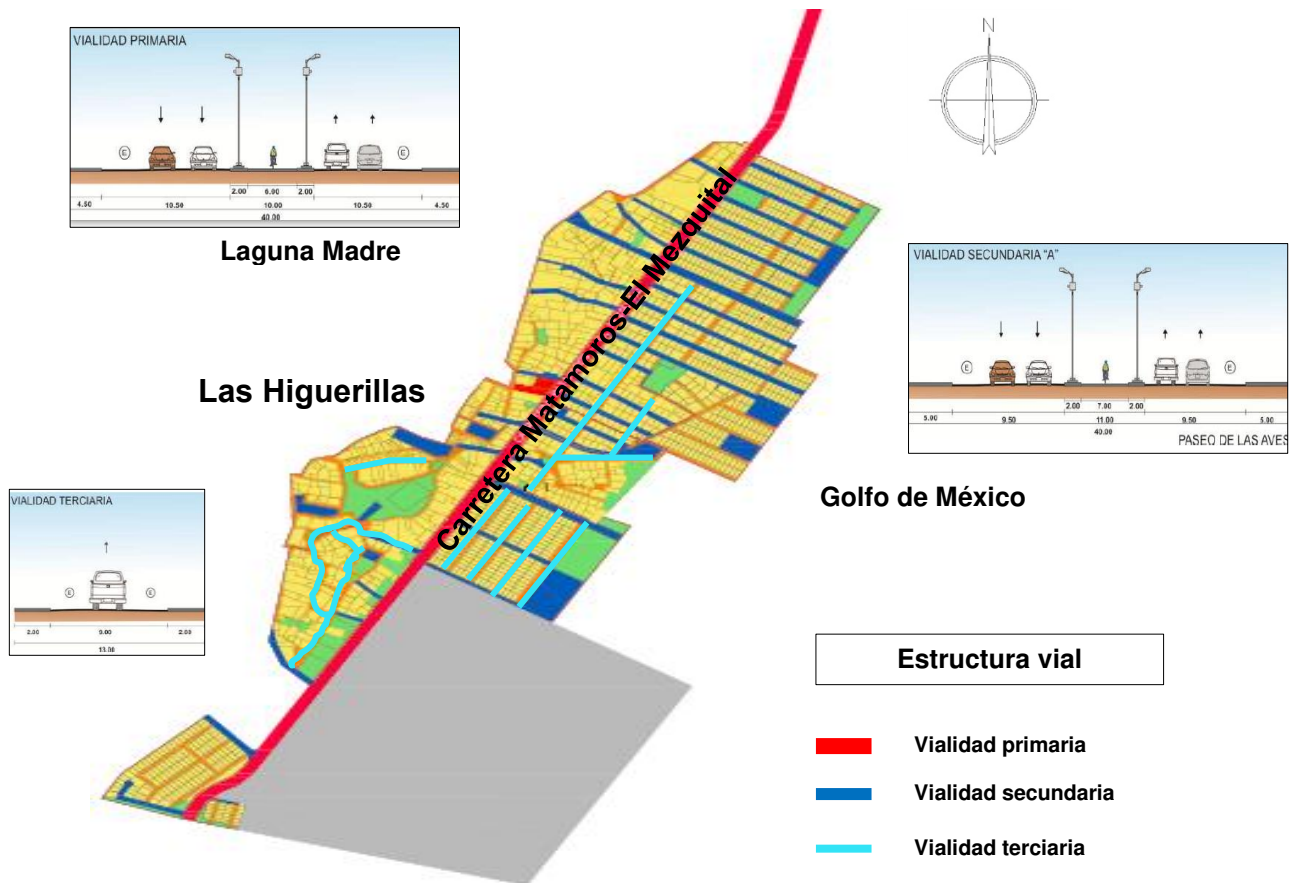 VIALIDAD PRIMARIA
E
E
2.00 6.00 2.00
4.50 10.50 10.00 10.50 4.50
40.00
Laguna Madre
N
Carretera Matamoros-El Mezquital
VIALIDAD SECUNDARIA “A”
E
E
2.00 7.00 2.00
5.00 9.50 11.00 9.50 5.00
40.00
PASEO DE LAS AVES
Las Higuerillas
Golfo de México
VIALIDAD TERCIARIA
E
E
2.00 9.00 2.00
13.00
Estructura vial
Vialidad primaria
Vialidad secundaria
Vialidad terciaria